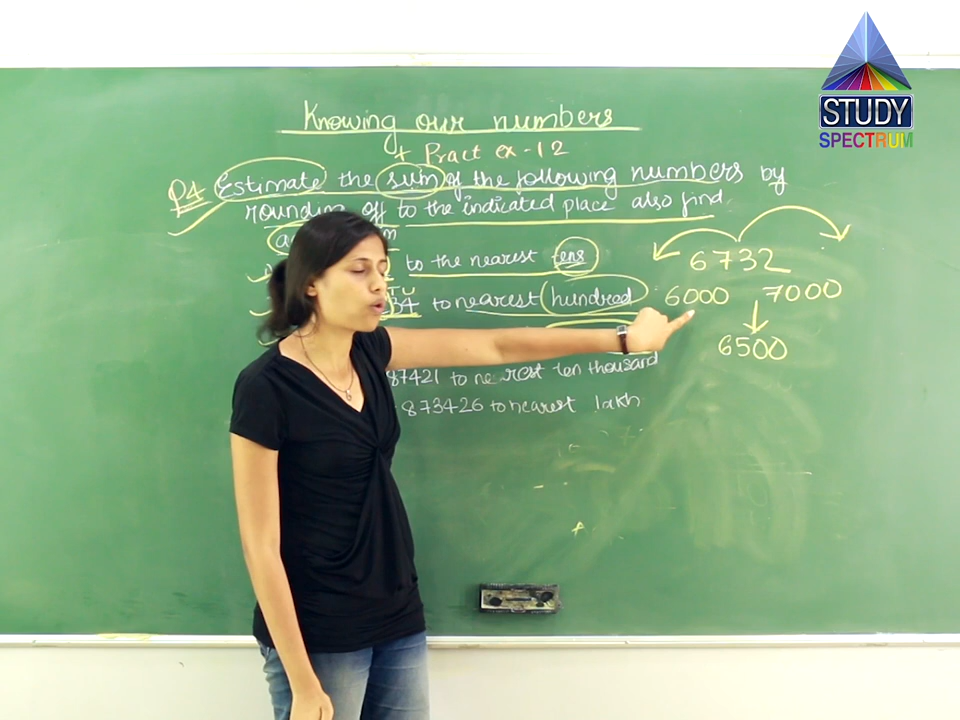 STUDY
SPECTRUM
Knowing our numbers
Pract ex - 12
Q4 Estimate the sum of the following numbers by
rounding off to the indicated place also find
to the nearest tens
34 to nearest hundred
87421 to nearest ten thousand
873426 to nearest lakh
6732
6000 7000
6500